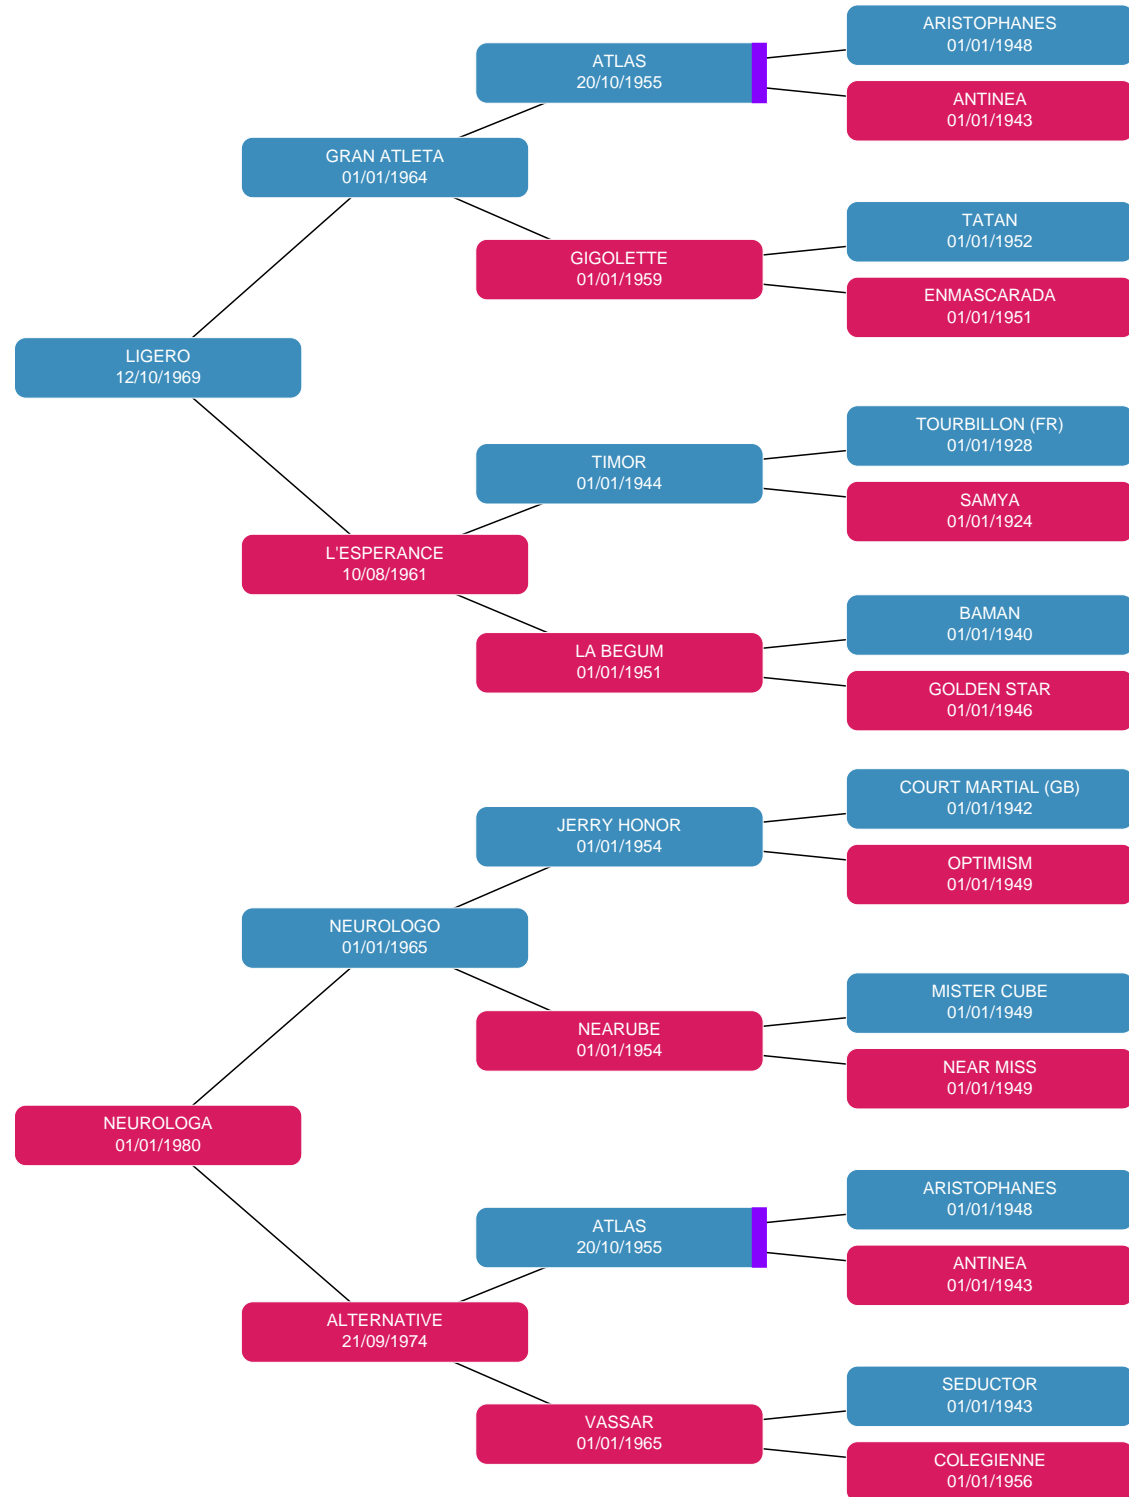 ARISTOPHANES
01/01/1948
ATLAS
20/10/1955
ANTINEA
01/01/1943
GRAN ATLETA
01/01/1964
TATAN
01/01/1952
GIGOLETTE
01/01/1959
ENMASCARADA
01/01/1951
LIGERO
12/10/1969
TOURBILLON (FR)
01/01/1928
TIMOR
01/01/1944
SAMYA
01/01/1924
L'ESPERANCE
10/08/1961
BAMAN
01/01/1940
LA BEGUM
01/01/1951
GOLDEN STAR
01/01/1946
COURT MARTIAL (GB)
01/01/1942
JERRY HONOR
01/01/1954
OPTIMISM
01/01/1949
NEUROLOGO
01/01/1965
MISTER CUBE
01/01/1949
NEARUBE
01/01/1954
NEAR MISS
01/01/1949
NEUROLOGA
01/01/1980
ARISTOPHANES
01/01/1948
ATLAS
20/10/1955
ANTINEA
01/01/1943
ALTERNATIVE
21/09/1974
SEDUCTOR
01/01/1943
VASSAR
01/01/1965
COLEGIENNE
01/01/1956